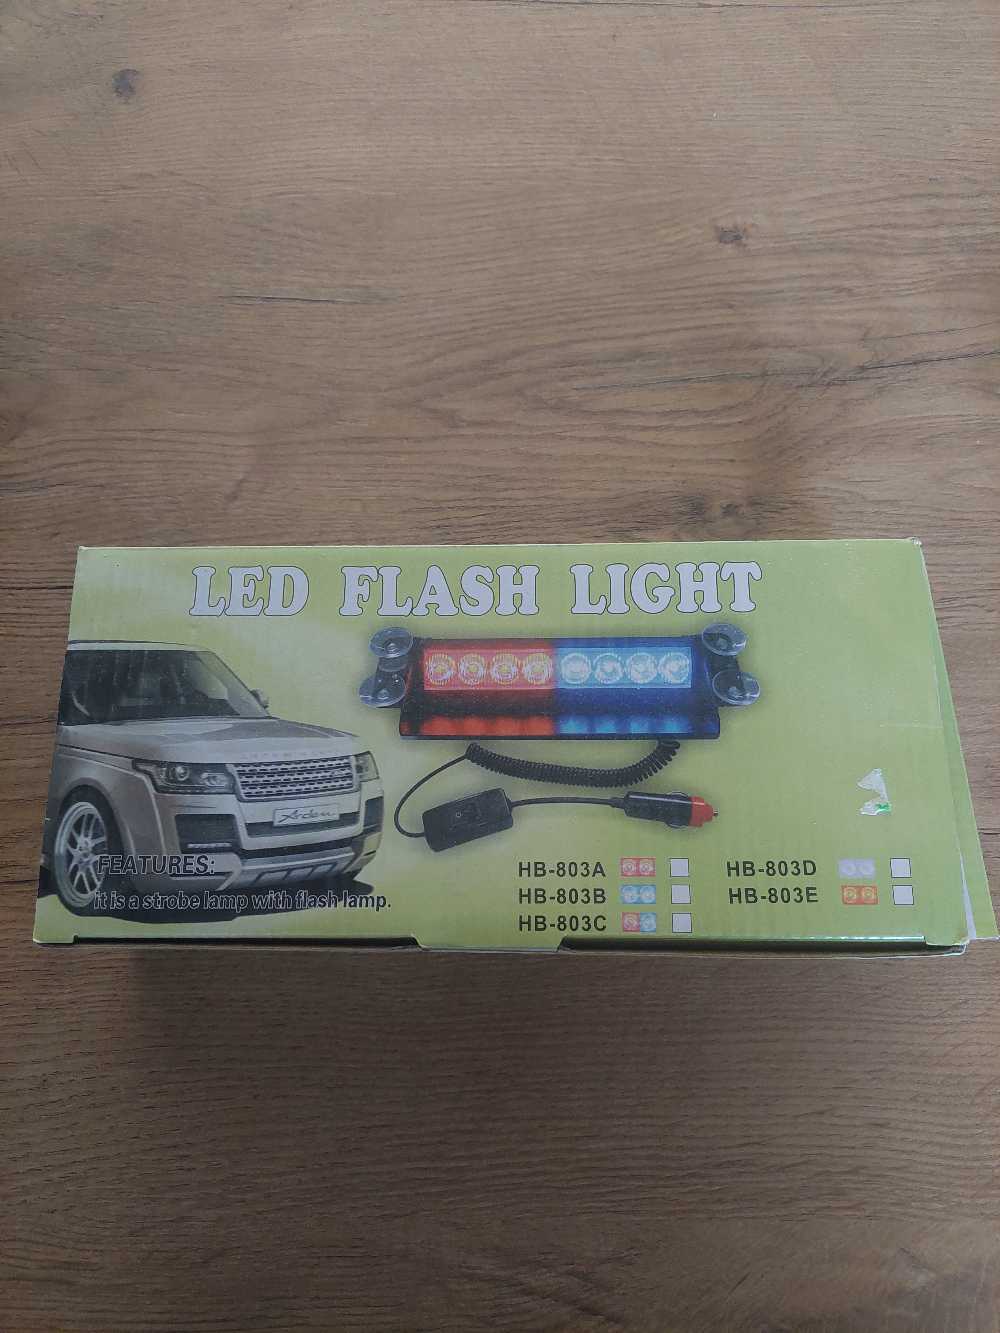 LED FLASH LIGHT
Arden
FEATURES:
it is a strobe lamp with flash lamp.
HB-803A
HB-803B
HB-803C
HB-803D
HB-803E